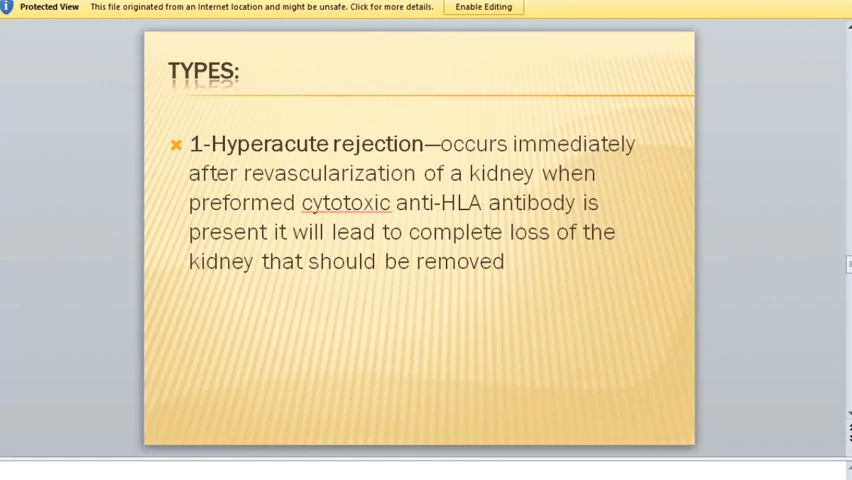 Protected View This file originated from an Internet location and might be unsafe. Click for more details. Enable Editing
TYPES:
1-Hyperacute rejection—occurs immediately
after revascularization of a kidney when
preformed cytotoxic anti-HLA antibody is
present it will lead to complete loss of the
kidney that should be removed